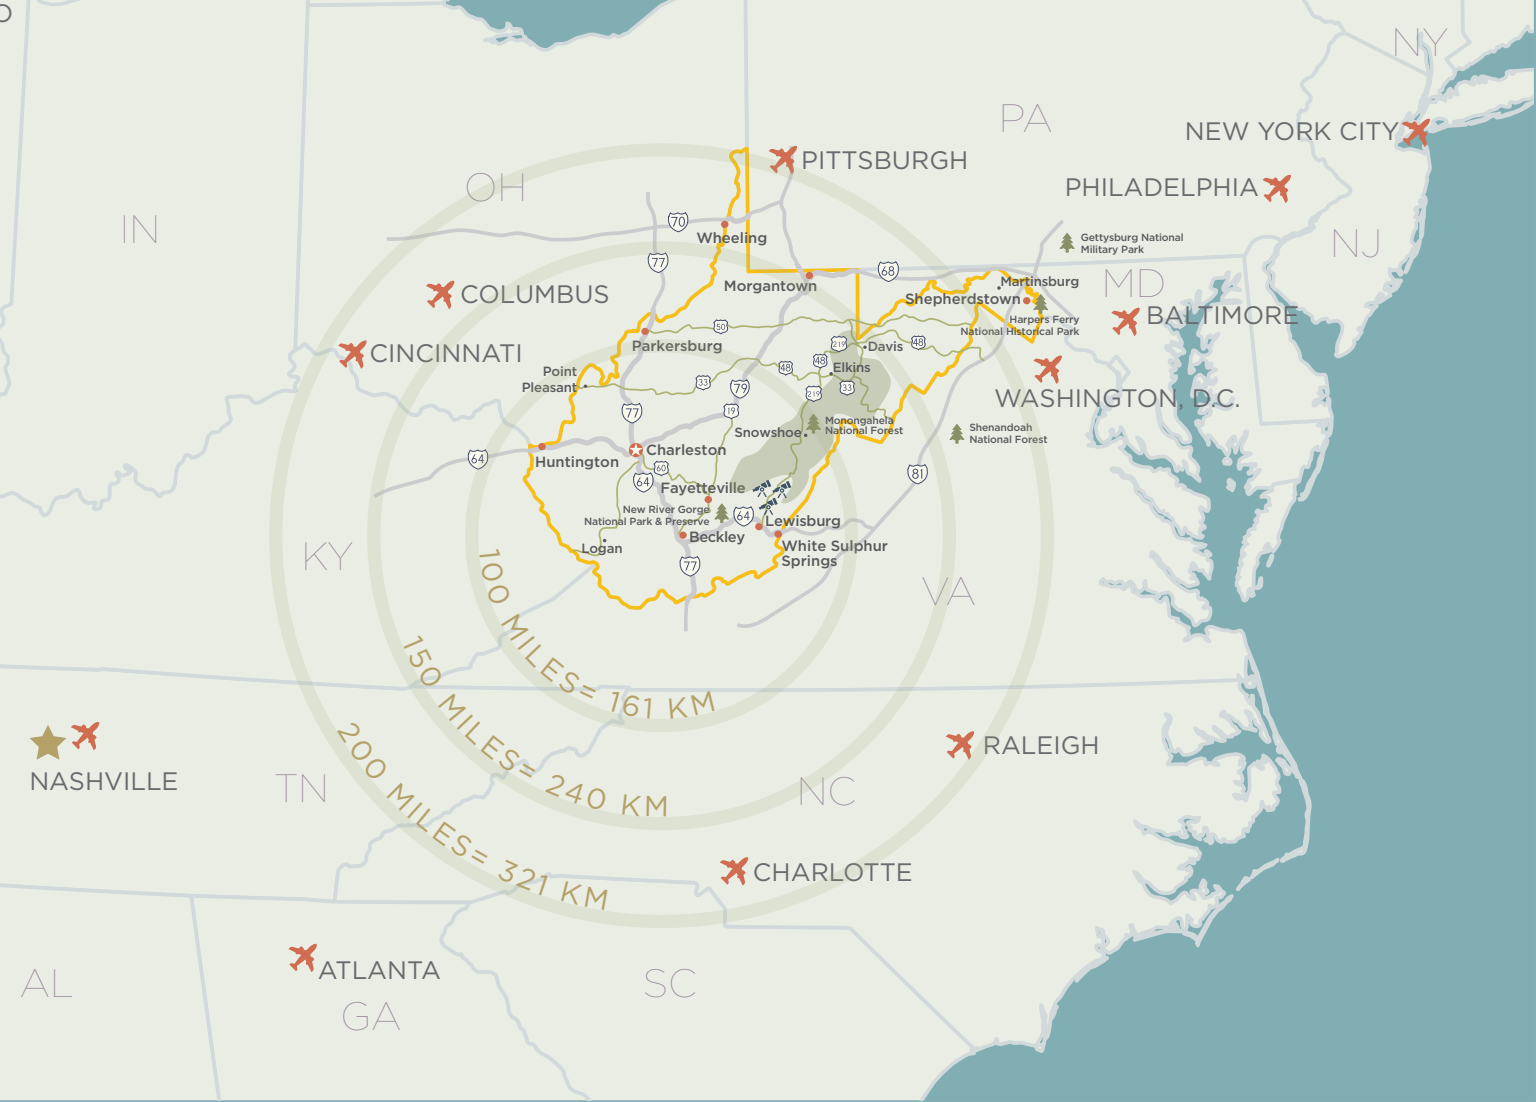 O
NY
PA
NEW YORK CITY
PITTSBURGH
OH
PHILADELPHIA
IN
70
Wheeling
Gettysburg National
Military Park
NJ
77
68
MD
Morgantown
Martinsburg
COLUMBUS
Shepherdstown
Harpers Ferry
National Historical Park
BALTIMORE
50
Parkersburg
219
Davis
48
CINCINNATI
48
48
Elkins
Point
Pleasant
33
79
219
33
WASHINGTON, D.C.
77
19
Monongahela
National Forest
Snowshoe
Shenandoah
National Forest
64
Huntington
Charleston
60
64
81
Fayetteville
New River Gorge
National Park & Preserve
64
Lewisburg
Beckley
Logan
White Sulphur
Springs
KY
77
VA
100 MILES= 161 KM
150 MILES= 240 KM
200 MILES= 321 KM
NASHVILLE
TN
NC
RALEIGH
CHARLOTTE
ATLANTA
AL
GA
SC